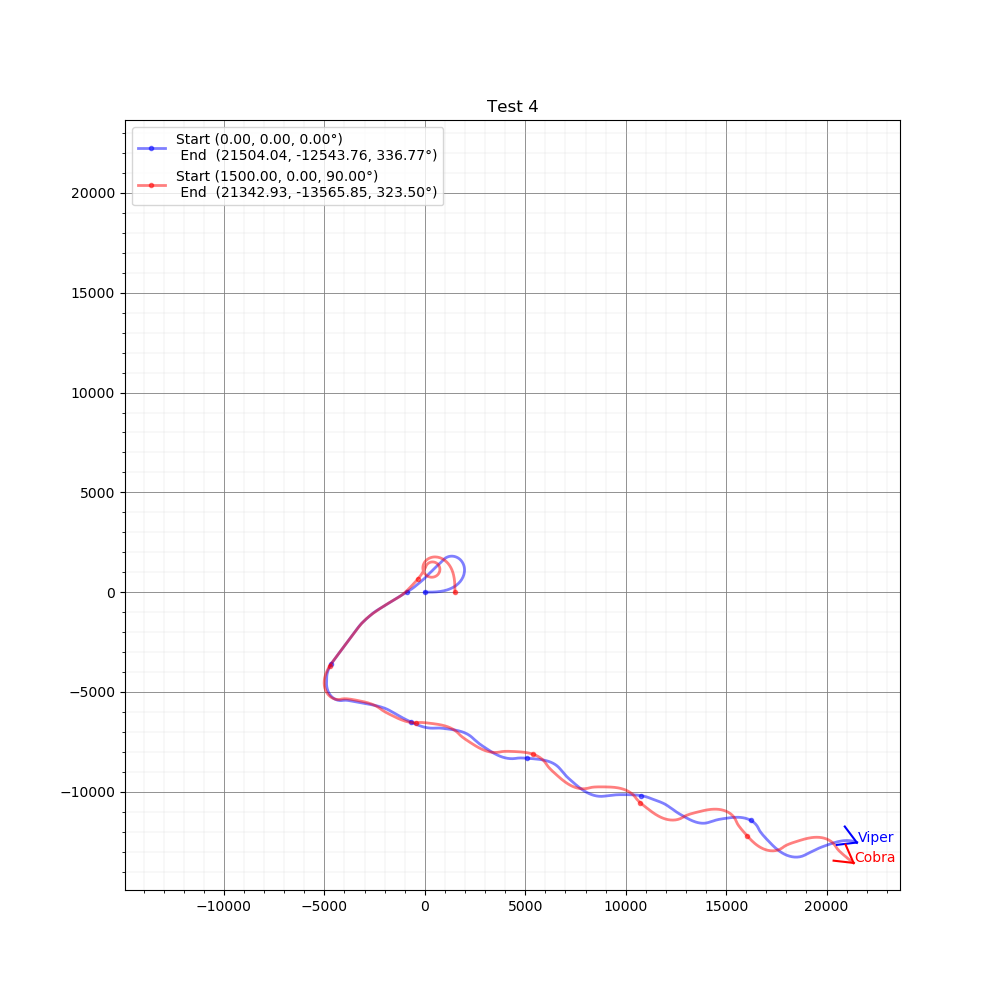 Test 4
Start (0.00, 0.00, 0.00°)
End  (21504.04, -12543.76, 336.77°)
Start (1500.00, 0.00, 90.00°)
End  (21342.93, -13565.85, 323.50°)
20000
15000
10000
5000
0
−5000
−10000
Viper
Cobra
−10000 −5000 0 5000 10000 15000 20000